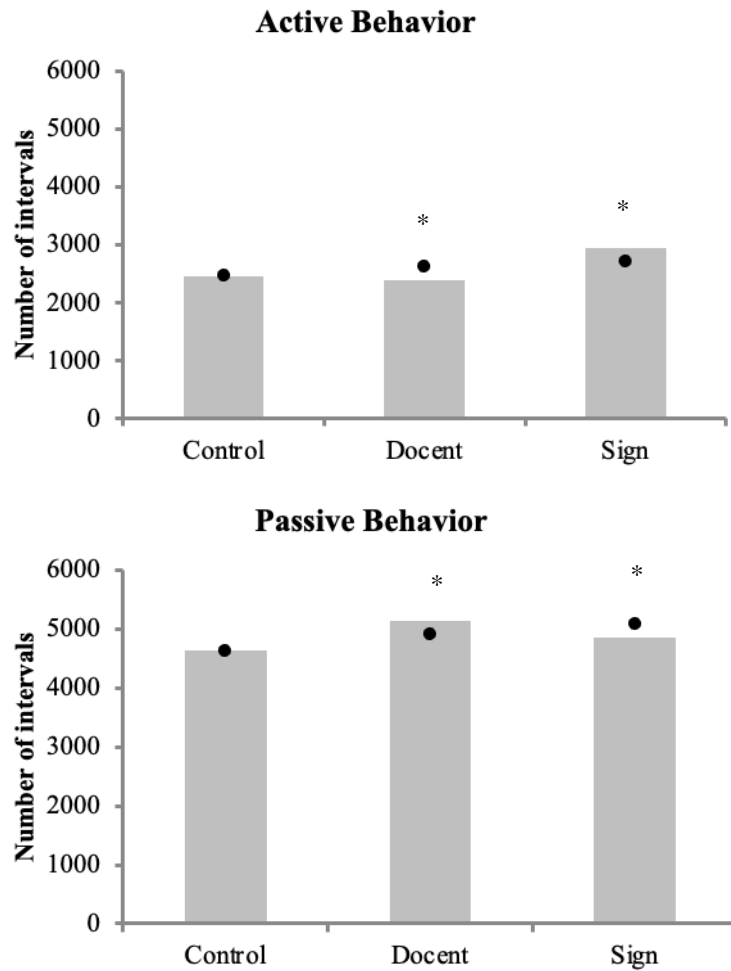 Active Behavior
Number of intervals
6000
5000
4000
3000
2000
1000
0
*
*
Control
Docent
Sign
Passive Behavior
Number of intervals
6000
5000
4000
3000
2000
1000
0
*
*
Control
Docent
Sign